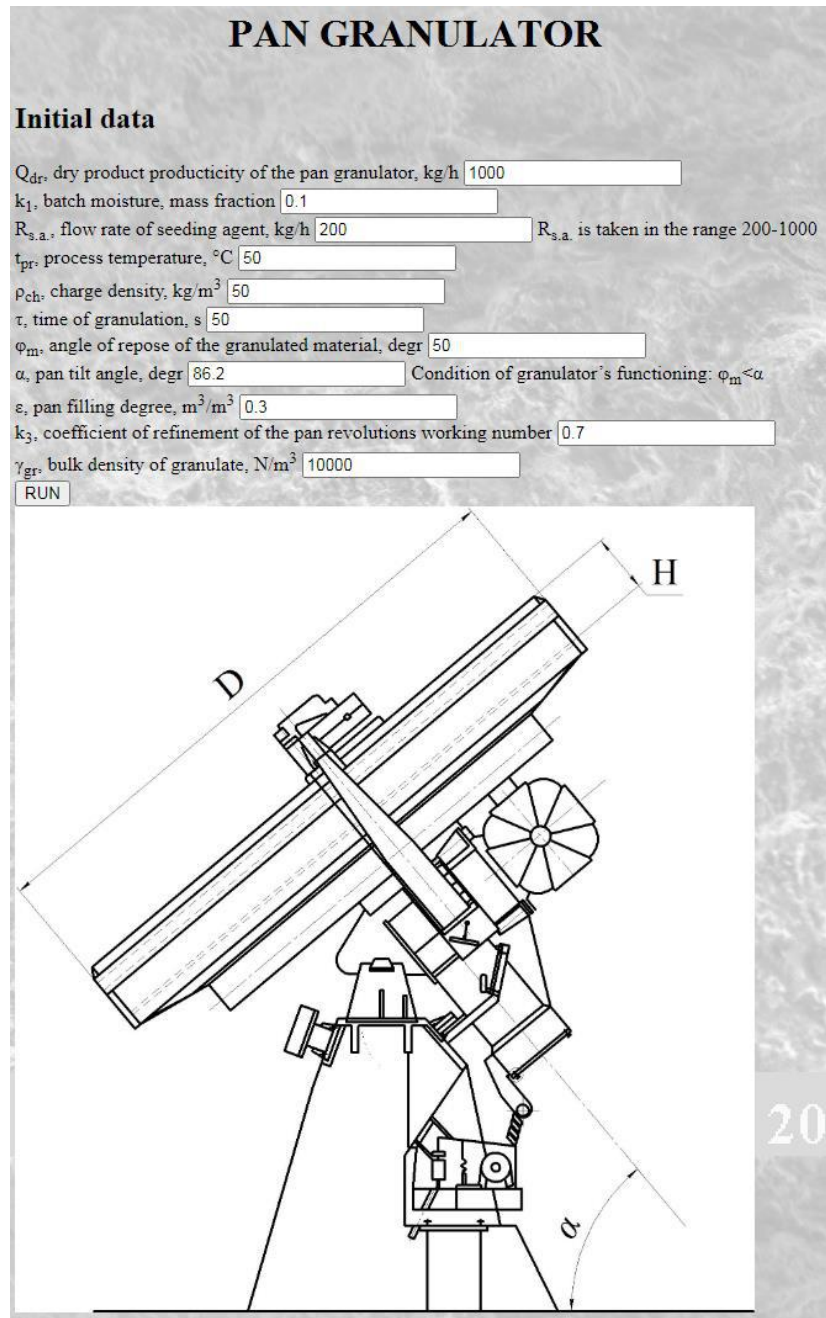 PAN GRANULATOR
Initial data
Qdr, dry product producticity of the pan granulator, kg/h 1000
k1, batch moisture, mass fraction 0.1
Rs.a., flow rate of seeding agent, kg/h 200 Rs.a. is taken in the range 200-1000
tpr, process temperature, °C 50
ρch, charge density, kg/m3 50
τ, time of granulation, s 50
φm, angle of repose of the granulated material, degr 50
α, pan tilt angle, degr 86.2 Condition of granulator’s functioning: φm<α
ε, pan filling degree, m3/m3 0.3
k3, coefficient of refinement of the pan revolutions working number 0.7
γgr, bulk density of granulate, N/m3 10000
RUN
H
D
20
α